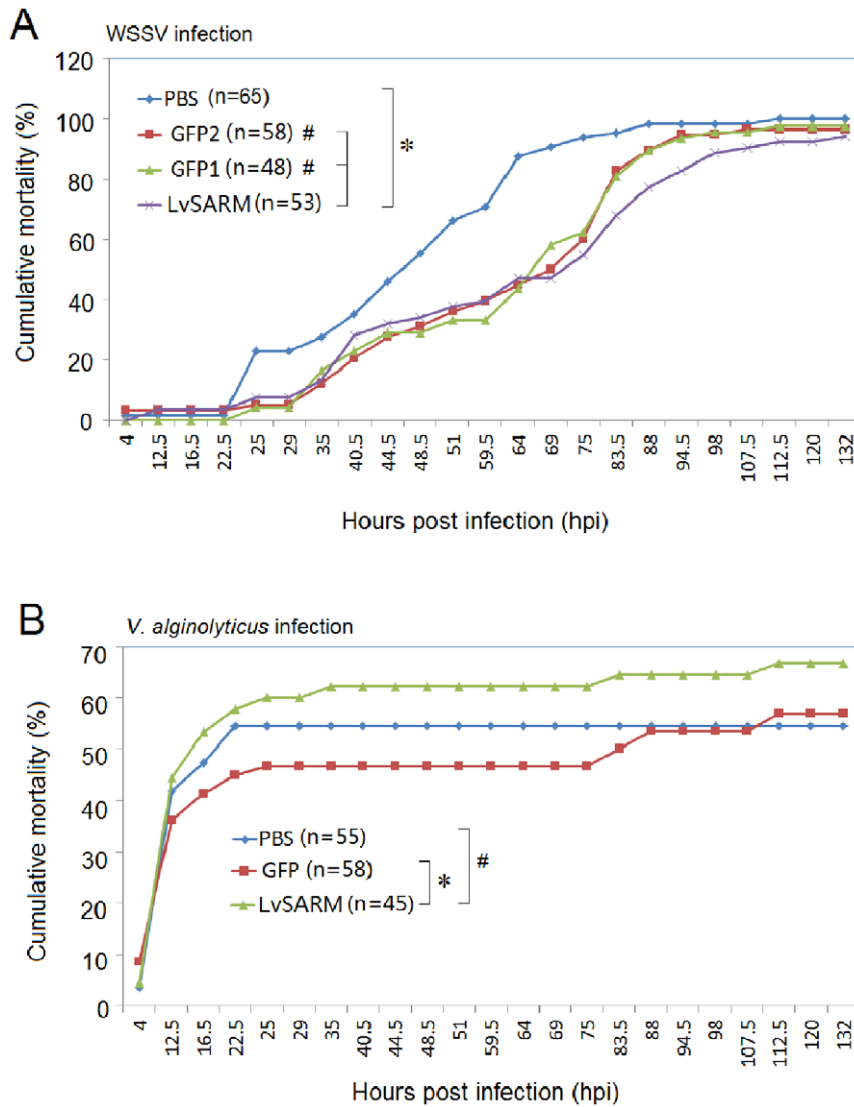 A
WSSV infection
120
100
80
60
40
20
0
Cumulative mortality (%)
PBS (n=65)
GFP2 (n=58) #
GFP1 (n=48) #
LvSARM (n=53)
*
4 12.5 16.5 22.5 25 29 35 40.5 44.5 48.5 51 59.5 64 69 75 83.5 88 94.5 98 107.5 112.5 120 132
Hours post infection (hpi)
B
V. alginolyticus infection
70
60
50
40
30
20
10
0
Cumulative mortality (%)
PBS (n=55)
GFP (n=58)
LvSARM (n=45)
*
#
4 12.5 16.5 22.5 25 29 35 40.5 44.5 48.5 51 59.5 64 69 75 83.5 88 94.5 98 107.5 112.5 120 132
Hours post infection (hpi)